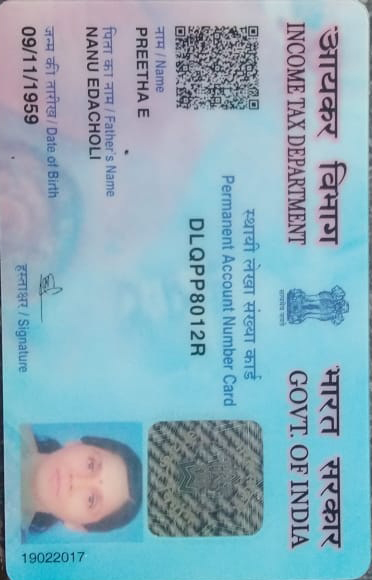 आयकर विभाग
INCOME TAX DEPARTMENT
सत्यमेव जयते
भारत सरकार
GOVT. OF INDIA
स्थायी लेखा संख्या कार्ड
Permanent Account Number Card
DLQPP8012R
नाम / Name
PREETHA E
पिता का नाम / Father's Name
NANU EDACHOLI
जन्म की तारीख / Date of Birth
09/11/1959
हस्ताक्षर / Signature
19022017